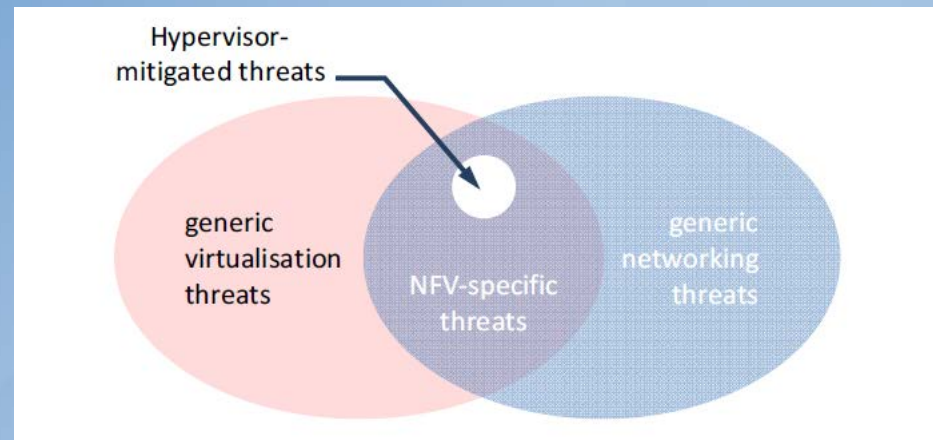 Hypervisor-
mitigated threats
generic
virtualisation
threats
NFV-specific
threats
generic
networking
threats